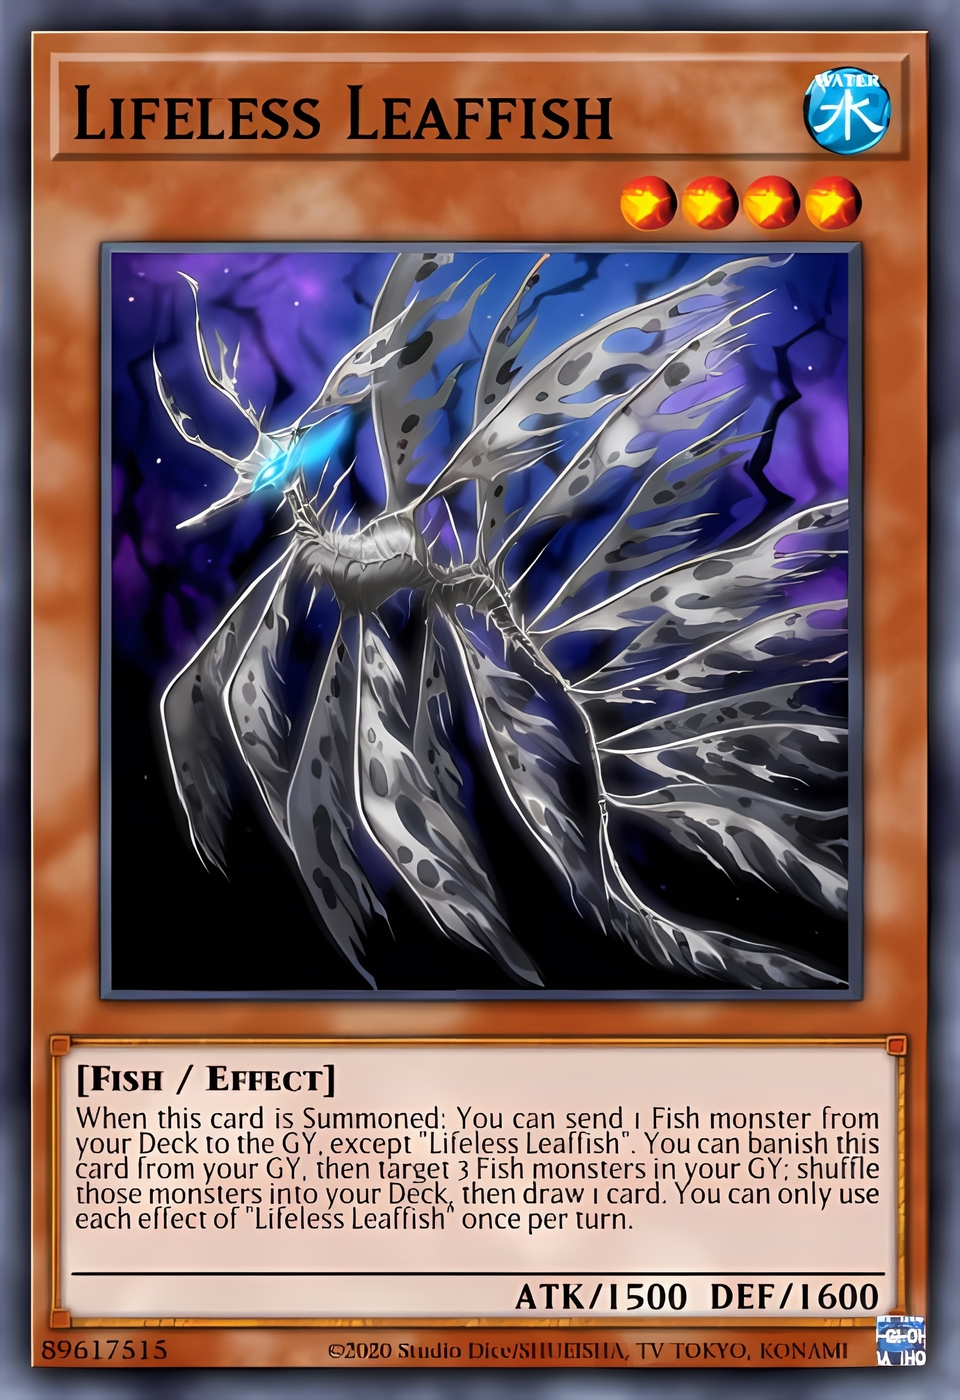 Lifeless Leaffish
WATER
水
[Fish / Effect]
When this card is Summoned: You can send 1 Fish monster from
your Deck to the GY, except "Lifeless Leaffish". You can banish this
card from your GY, then target 3 Fish monsters in your GY; shuffle
those monsters into your Deck, then draw 1 card. You can only use
each effect of "Lifeless Leaffish" once per turn.
ATK/1500 DEF/1600
89617515
©2020 Studio Dice/SHUEISHA, TV TOKYO, KONAMI